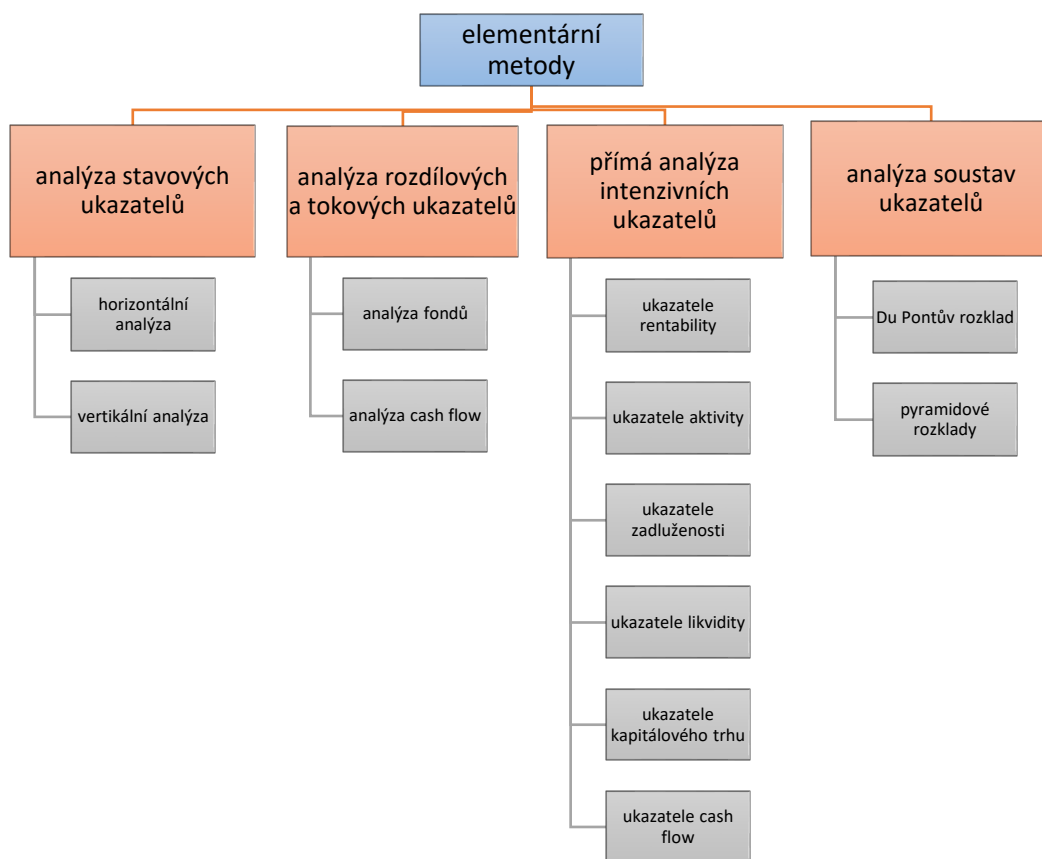 elementární
metody
analýza stavových
ukazatelů
horizontální
analýza
vertikální analýza
analýza rozdílových
a tokových ukazatelů
analýza fondů
analýza cash flow
přímá analýza
intenzivních
ukazatelů
ukazatele
rentability
ukazatele aktivity
ukazatele
zadluženosti
ukazatele likvidity
ukazatele
kapitálového trhu
ukazatele cash
flow
analýza soustav
ukazatelů
Du Pontův rozklad
pyramidové
rozklady